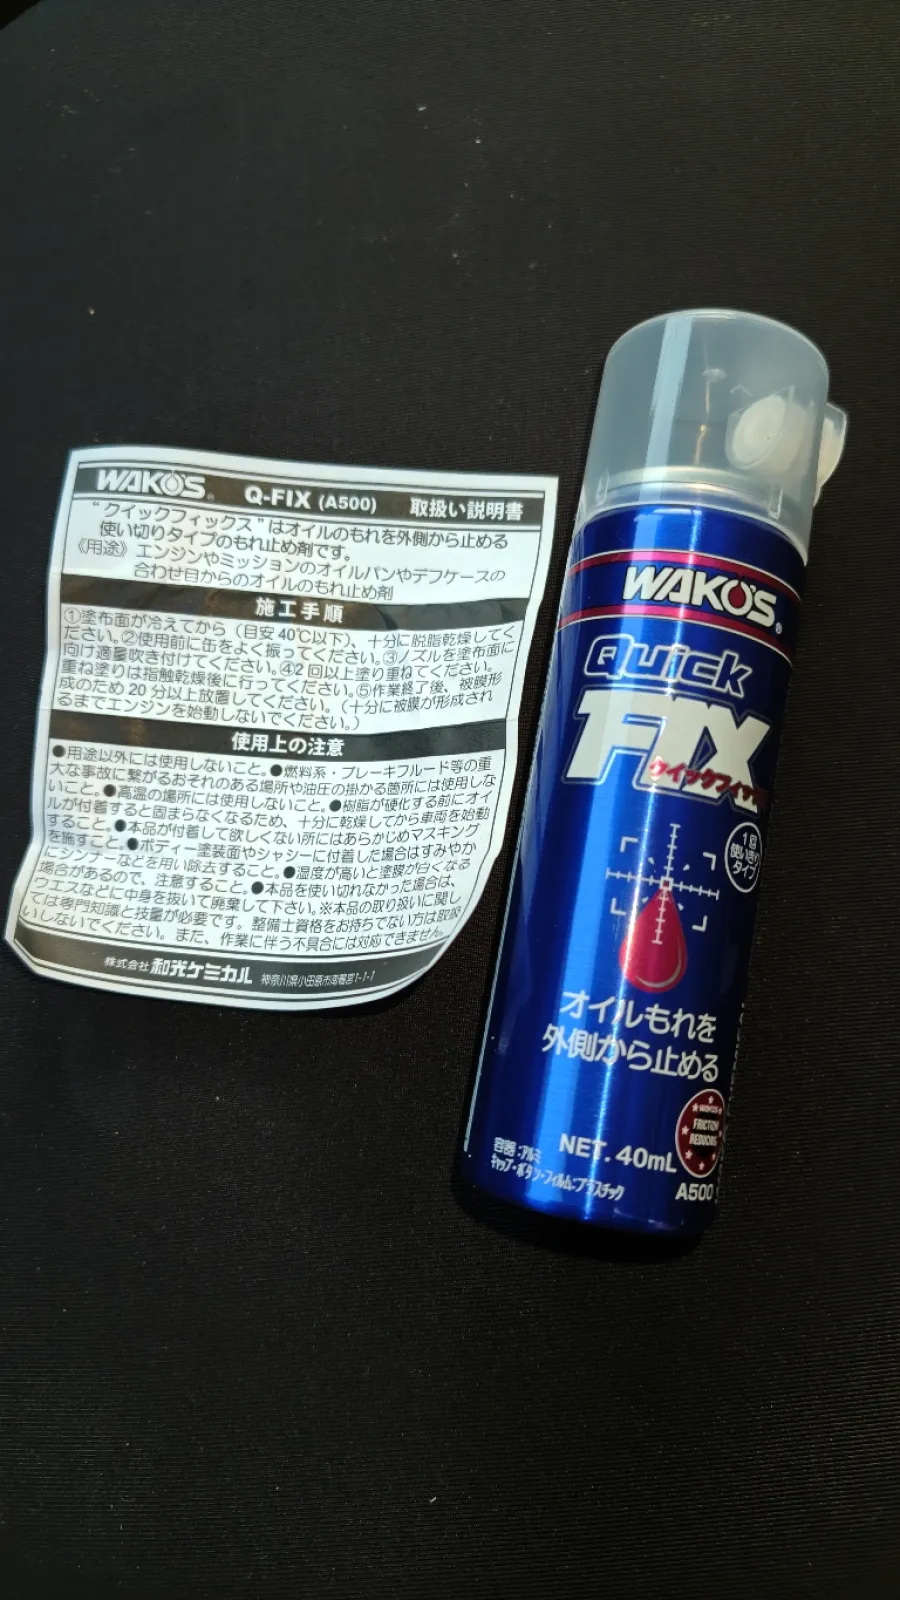 WAKO'S® Q-FIX (A500) 取扱い説明書
"クイックフィックス"はオイルのもれを外側から止める
使い切りタイプのもれ止め剤です。
《用途》エンジンやミッションのオイルパンやデフケースの
合わせ目からのオイルのもれ止め剤
施工手順
①塗布面が冷えてから（目安40℃以下）、十分に脱脂乾燥してく
ださい。②使用前に缶をよく振ってください。③ノズルを塗布面に
向け適量吹き付けてください。④2回以上塗り重ねてください。
重ね塗りは指触乾燥後に行ってください。⑤作業終了後、被膜形
成のため20分以上放置してください。（十分に被膜が形成され
るまでエンジンを始動しないでください。）
使用上の注意
●用途以外には使用しないこと。●燃料系・ブレーキフルード等の重
大な事故に繋がるおそれのある場所や油圧の掛かる箇所には使用しな
いこと。●高温の場所には使用しないこと。●樹脂が硬化する前にオイ
ルが付着すると固まらなくなるため、十分に乾燥してから車両を始動
すること。●本品が付着して欲しくない所にはあらかじめマスキング
を施すこと。●ボディー塗装面やシャシーに付着した場合はすみやか
にシンナーなどを用い除去すること。●湿度が高いと塗膜が白くなる
場合があるので、注意すること。●本品を使い切れなかった場合は、
ウエスなどに中身を抜いて廃棄して下さい。※本品の取り扱いに関し
ては専門知識と技量が必要です。整備士資格をお持ちでない方は取扱
いしないでください。また、作業に伴う不具合には対応できません。
株式会社 和光ケミカル 神奈川県小田原市南鴨宮1-1-1
WAKO'S®
Quick
FIX
クイックフィックス
1回
使いきり
タイプ
オイルもれを
外側から止める
WAKO'S
FRICTION
REDUCING
容器:アルミ
キャップ・ボタン・フィルム:プラスチック
NET. 40mL
A500